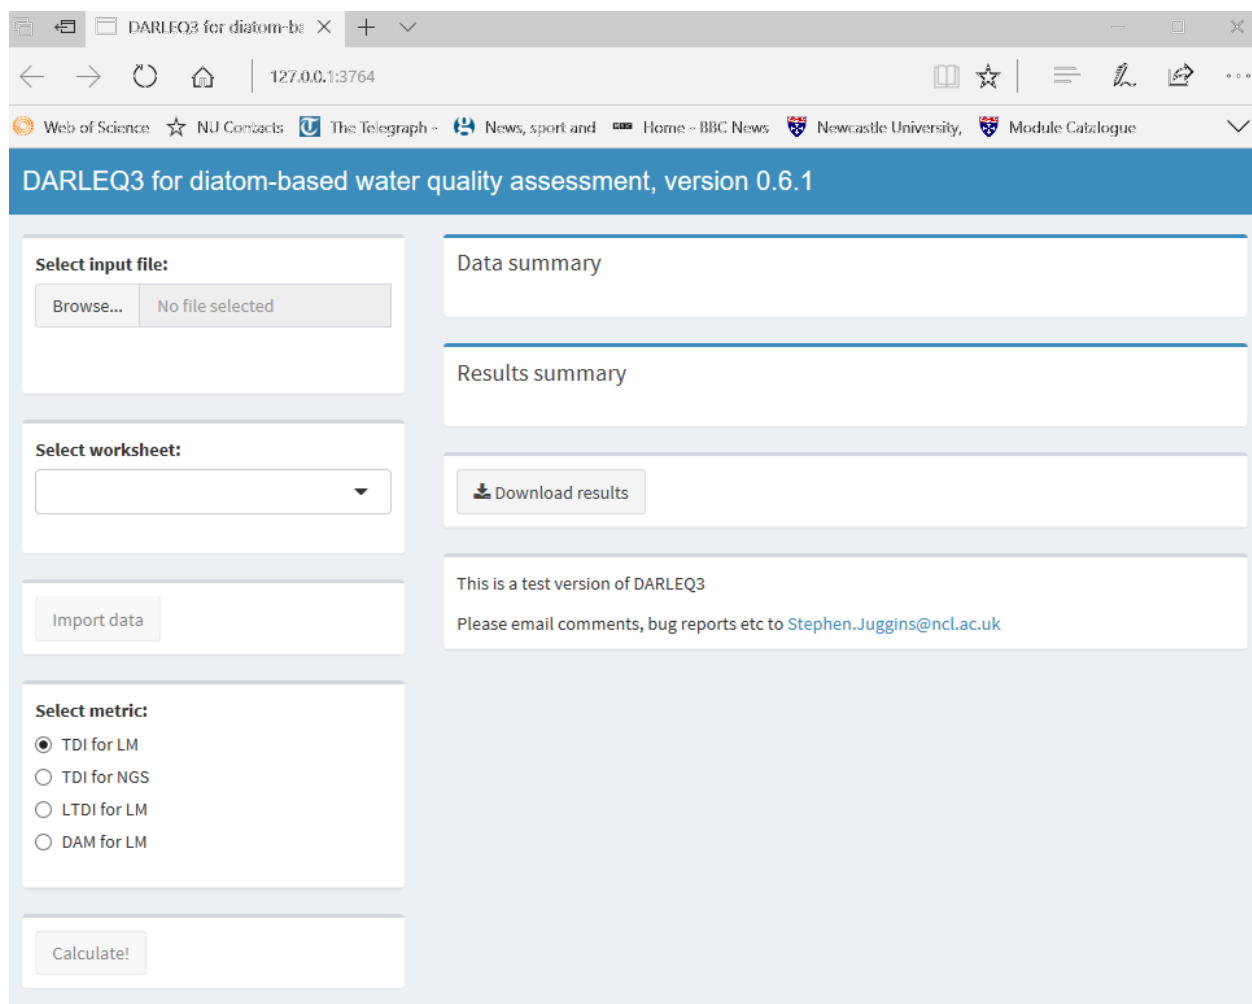 DARLEQ3 for diatom-ba
127.0.0.1:3764
Web of Science NU Contacts The Telegraph - News, sport and Home - BBC News Newcastle University, Module Catalogue
DARLEQ3 for diatom-based water quality assessment, version 0.6.1
Select input file:
Browse... No file selected
Select worksheet:
Import data
Select metric:
TDI for LM
TDI for NGS
LTDI for LM
DAM for LM
Calculate!
Data summary
Results summary
Download results
This is a test version of DARLEQ3
Please email comments, bug reports etc to Stephen.Juggins@ncl.ac.uk